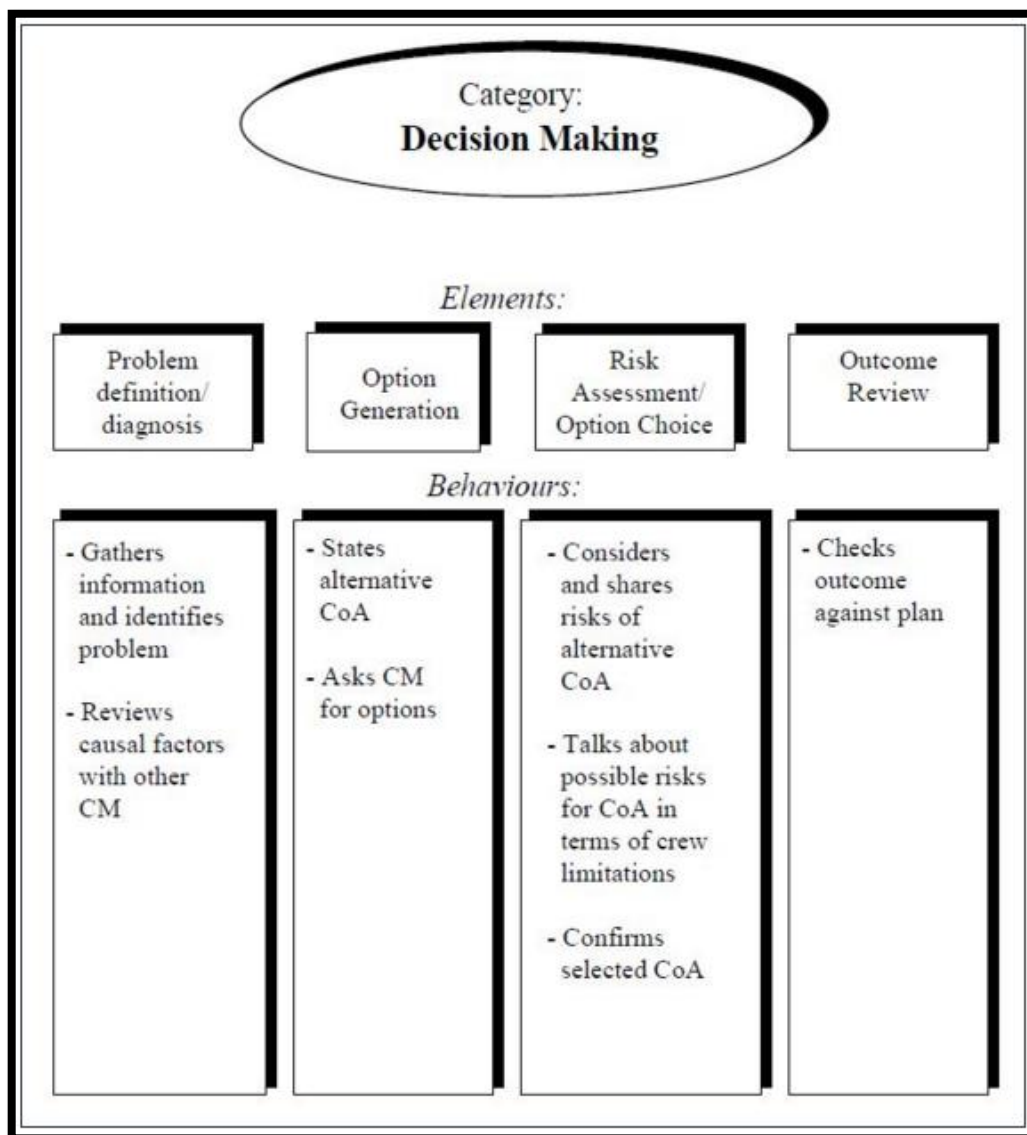 Category:
Decision Making
Elements:
Problem
definition/
diagnosis
Option
Generation
Risk
Assessment/
Option Choice
Outcome
Review
Behaviours:
- Gathers
information
and identifies
problem
- Reviews
causal factors
with other
CM
- States
alternative
CoA
- Asks CM
for options
- Considers
and shares
risks of
alternative
CoA
- Talks about
possible risks
for CoA in
terms of crew
limitations
- Confirms
selected CoA
- Checks
outcome
against plan